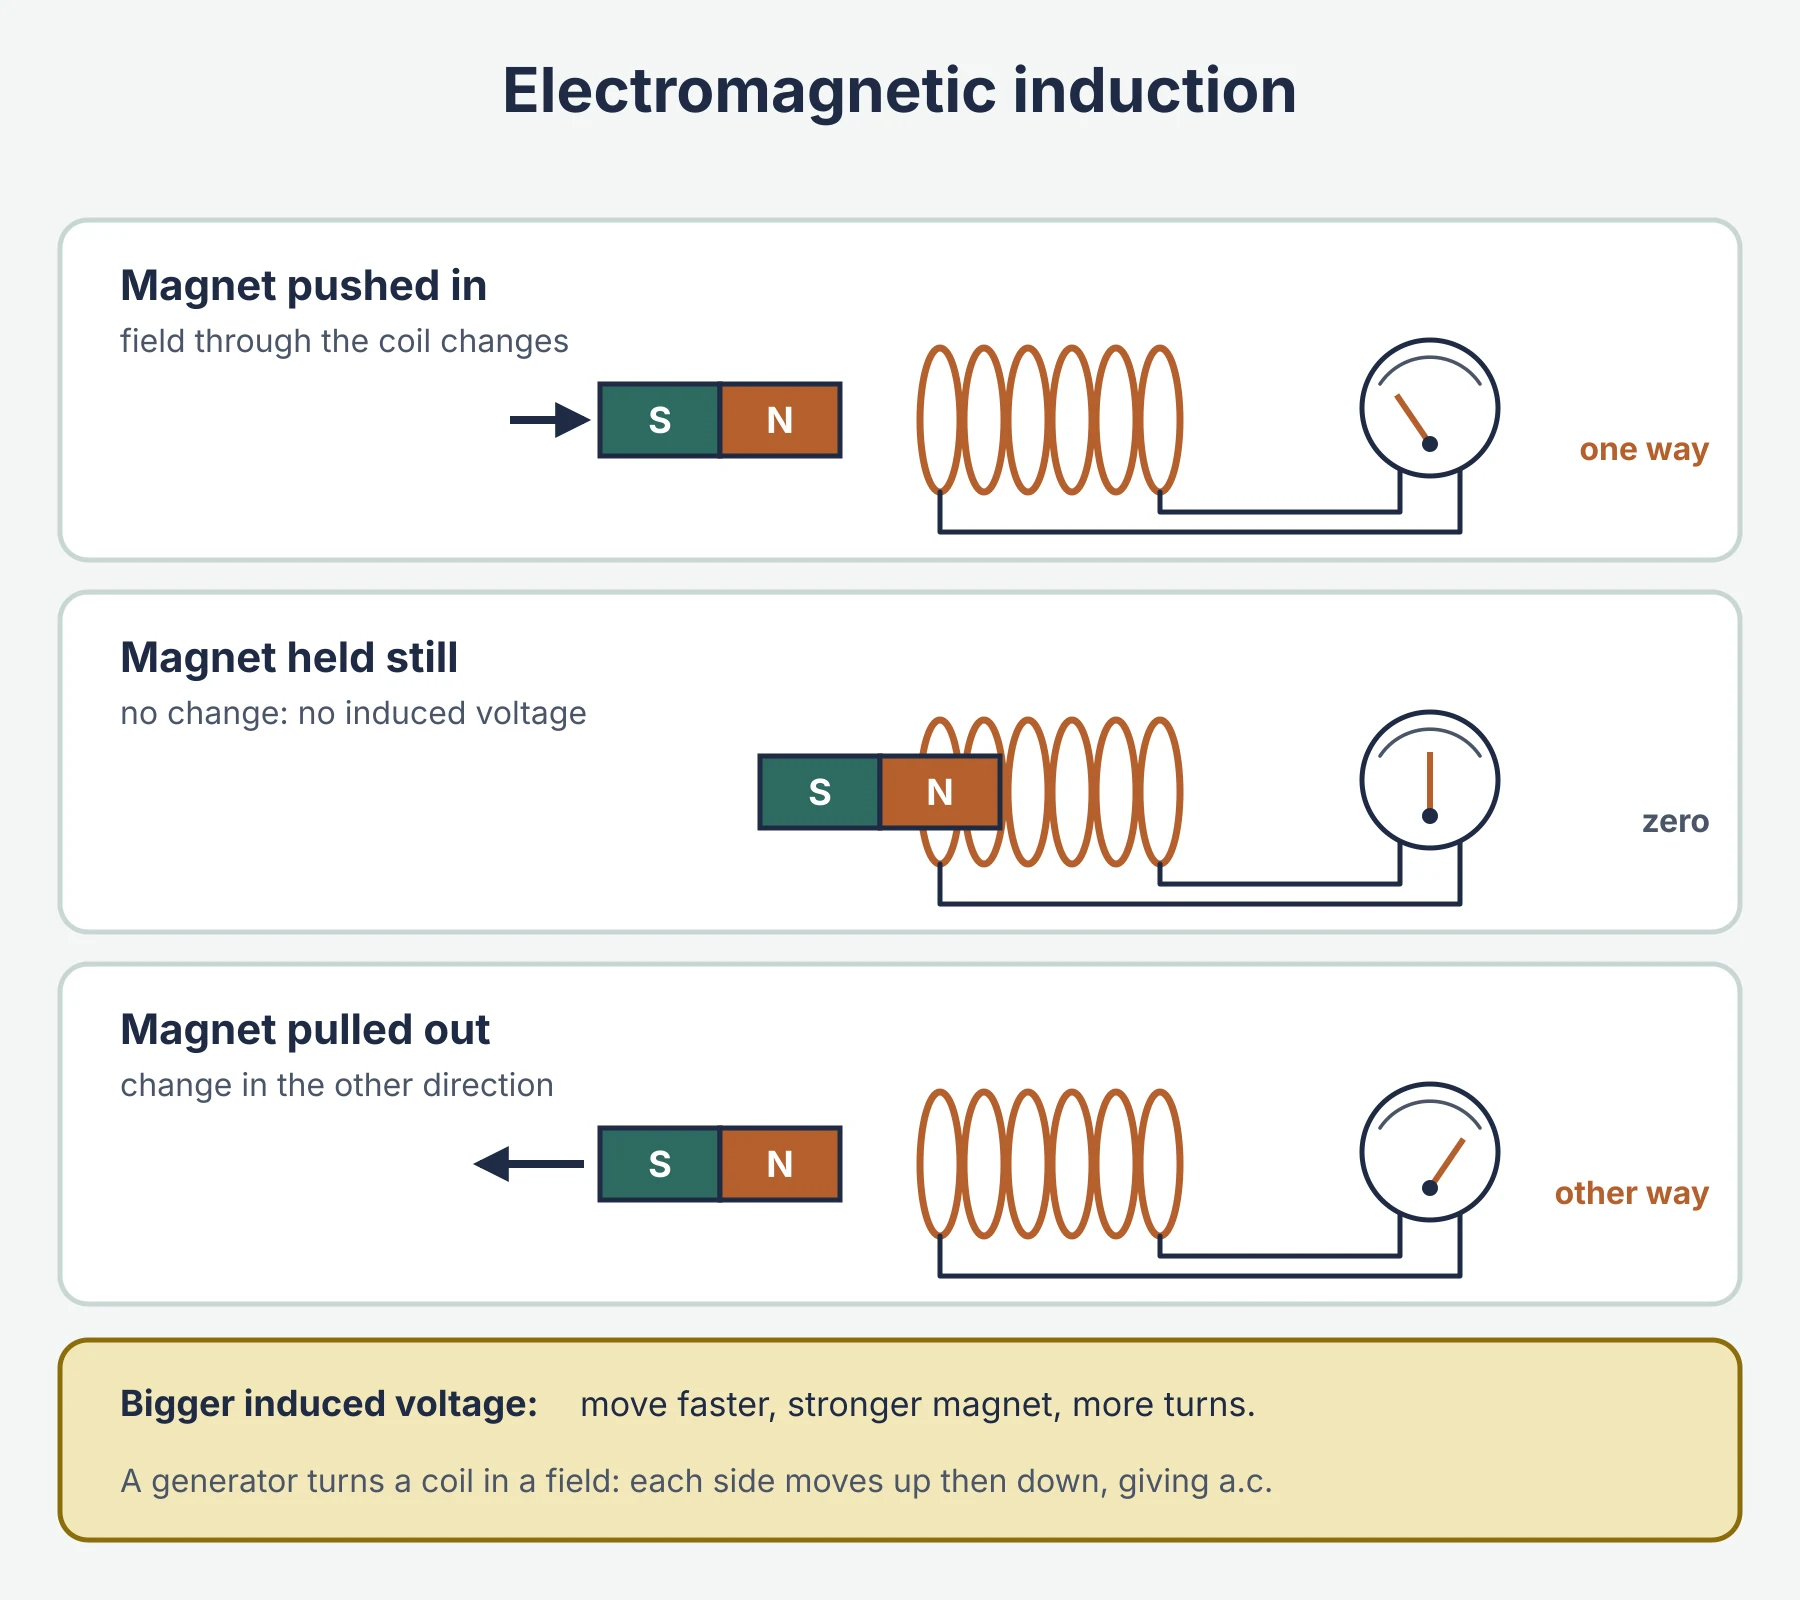 Electromagnetic induction
Magnet pushed in
field through the coil changes
S N
one way
Magnet held still
no change: no induced voltage
S N
zero
Magnet pulled out
change in the other direction
S N
other way
Bigger induced voltage: move faster, stronger magnet, more turns.
A generator turns a coil in a field: each side moves up then down, giving a.c.